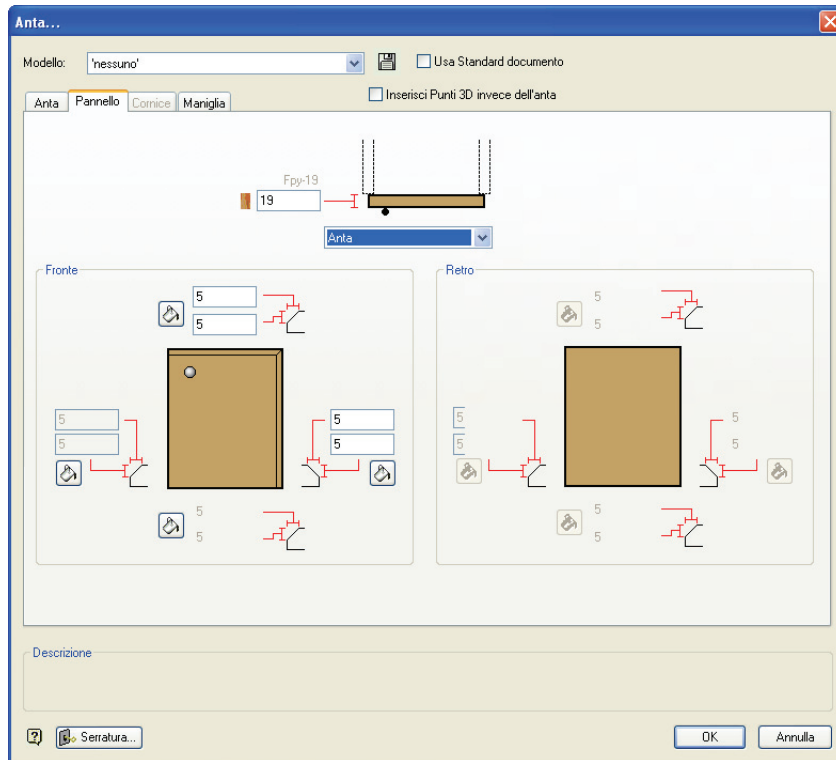 Anta...
Modello: 'nessuno' Usa Standard documento
Inserisci Punti 3D invece dell'anta
Anta Pannello Cornice Maniglia
Fpy-19
19
Anta
Fronte Retro
5 5
5 5
5 5 5 5
5 5 5 5
5 5
5 5
Descrizione
Serratura... OK Annulla